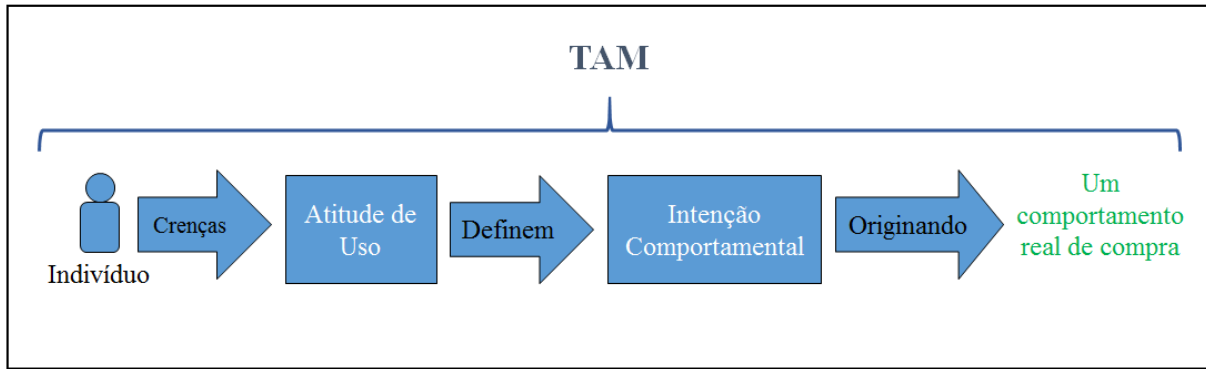 TAM
Crenças
Indivíduo
Atitude de
Uso
Definem
Intenção
Comportamental
Originando
Um
comportamento
real de compra